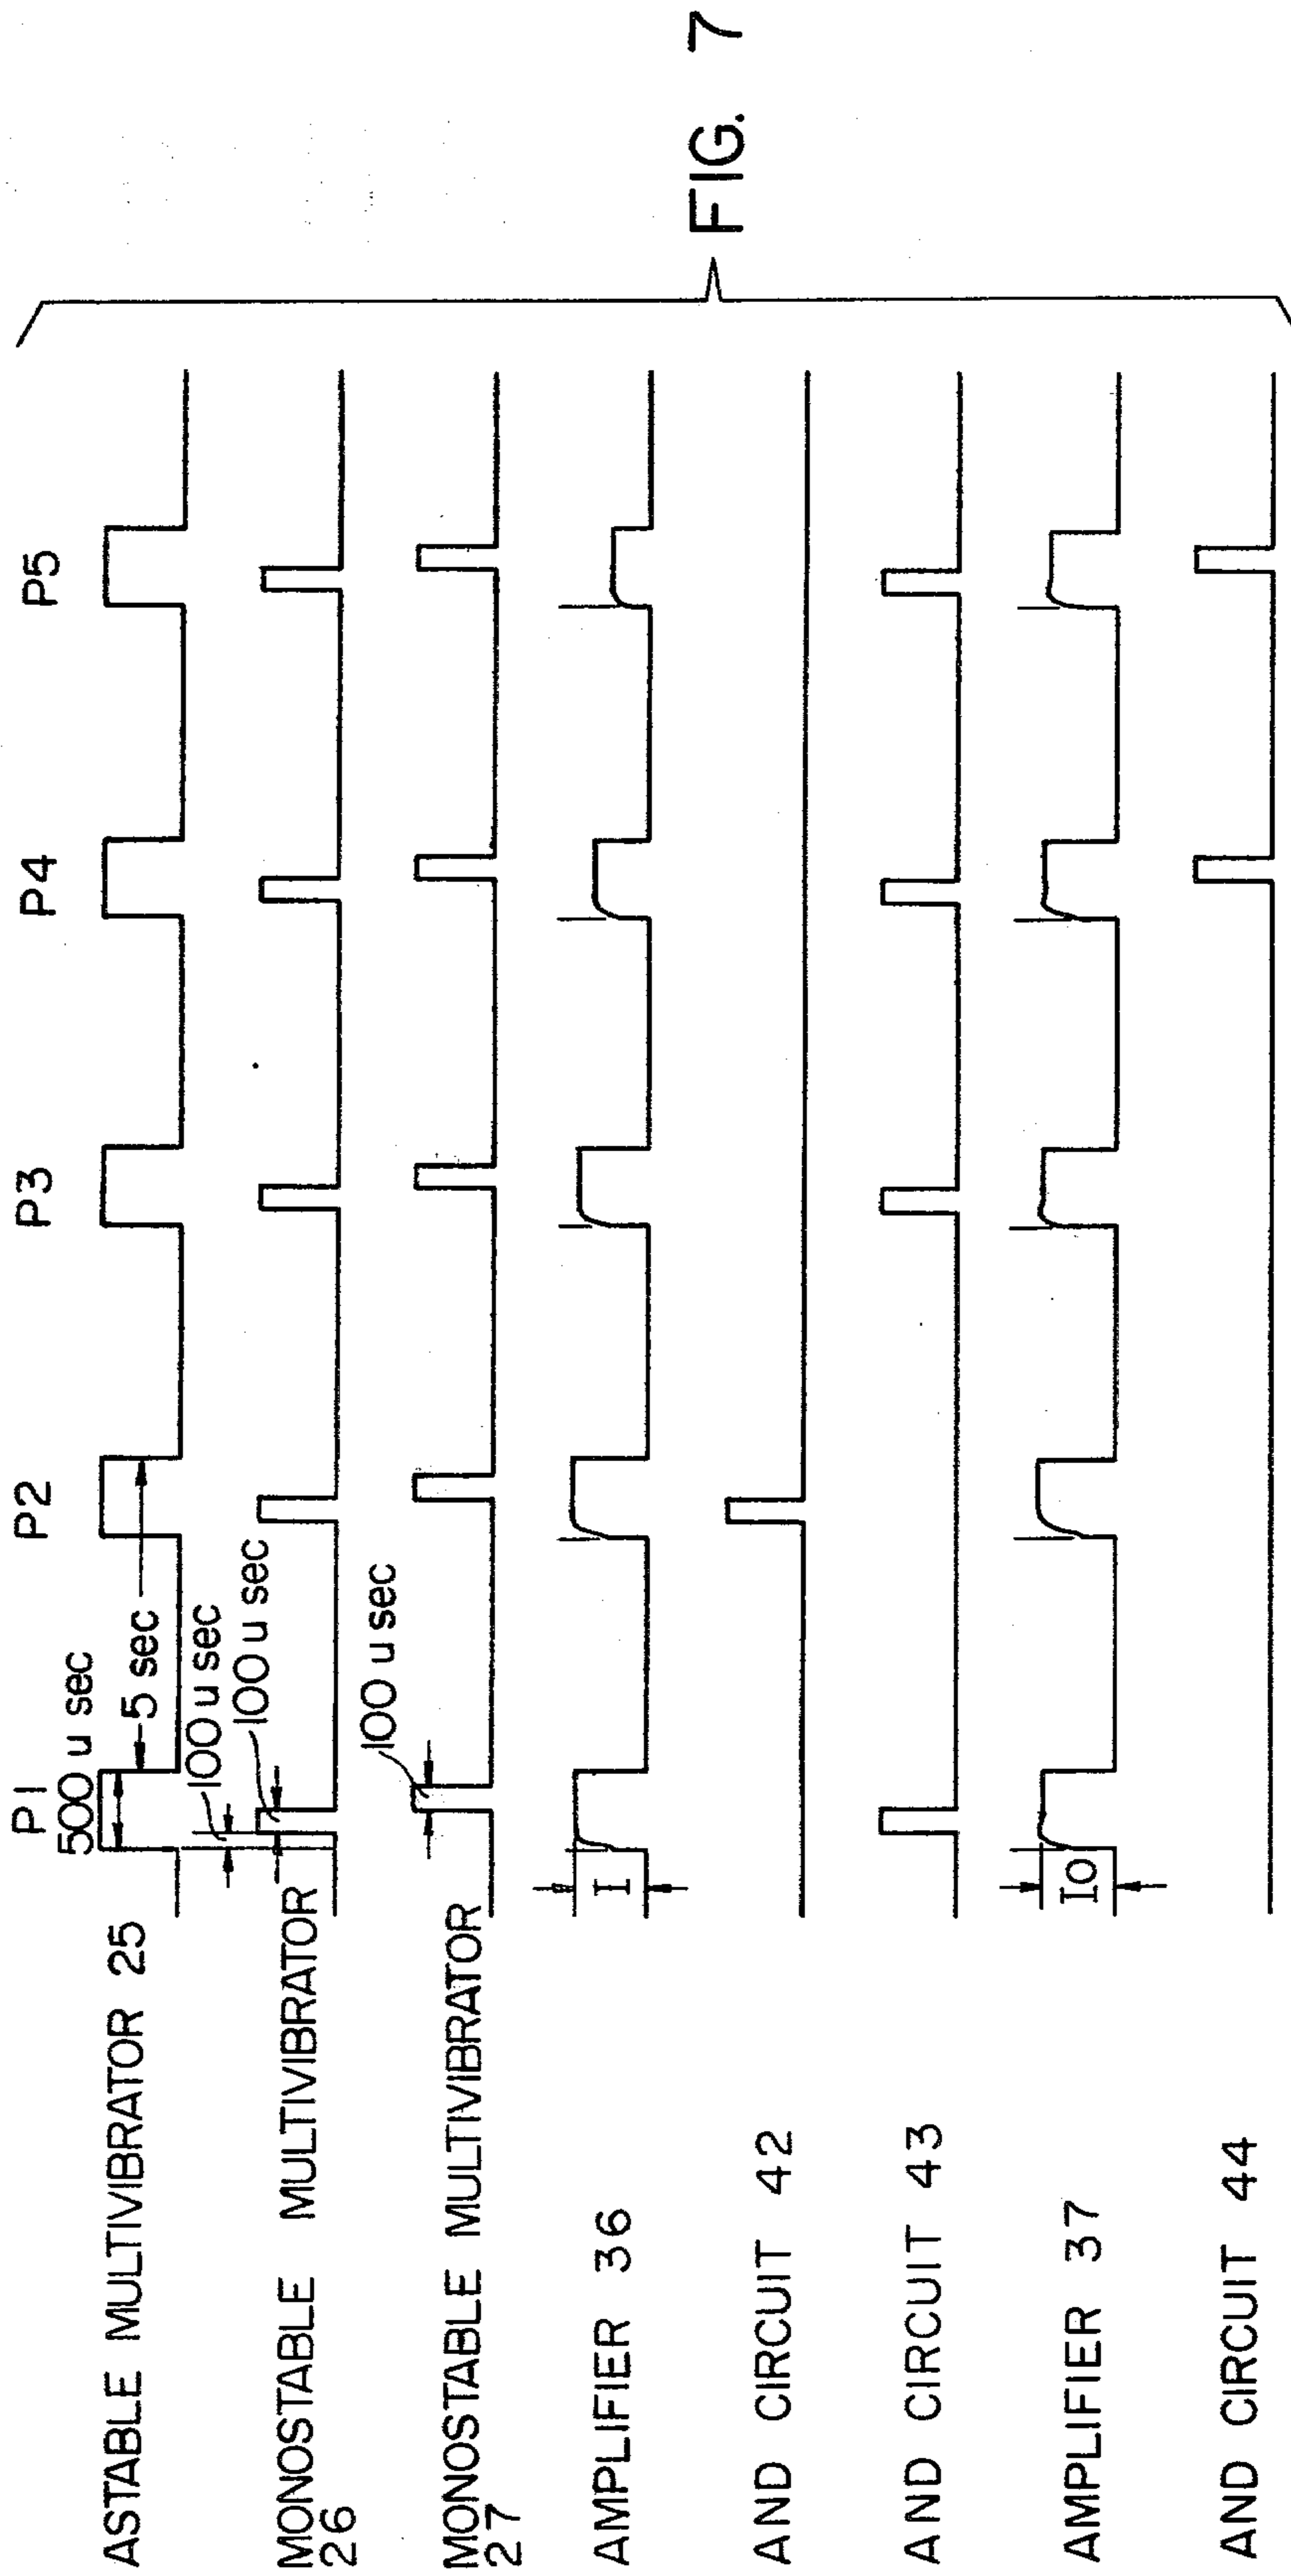 P1
P2
P3
P4
P5
500 u sec
5 sec
ASTABLE MULTIVIBRATOR 25
100 u sec
100 u sec
MONOSTABLE MULTIVIBRATOR
26
100 u sec
MONOSTABLE MULTIVIBRATOR
27
I
AMPLIFIER 36
AND CIRCUIT 42
AND CIRCUIT 43
IO
AMPLIFIER 37
AND CIRCUIT 44
FIG. 7